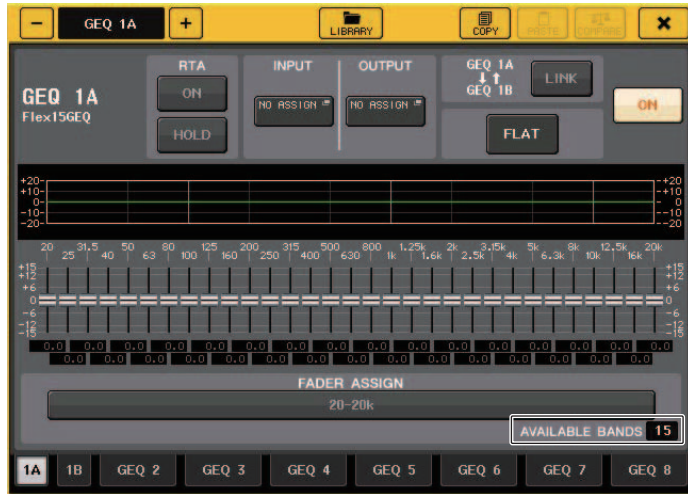 − GEQ 1A + LIBRARY COPY PASTE COMPARE ×
RTA INPUT OUTPUT GEQ 1A
GEQ 1A ON NO ASSIGN NO ASSIGN ↓↑ LINK ON
Flex15GEQ GEQ 1B
HOLD FLAT
+20 +20
+10 +10
0 0
-10 -10
-20 -20
20 31.5 50 80 125 200 315 500 800 1.25k 2k 3.15k 5k 8k 12.5k 20k
25 40 63 100 160 250 400 630 1k 1.6k 2.5k 4k 6.3k 10k 16k
+15 +15
+12 +12
+6 +6
0 0
-6 -6
-12 -12
-15 -15
0.0 0.0 0.0 0.0 0.0 0.0 0.0 0.0 0.0 0.0 0.0 0.0 0.0 0.0 0.0 0.0
0.0 0.0 0.0 0.0 0.0 0.0 0.0 0.0 0.0 0.0 0.0 0.0 0.0 0.0 0.0
FADER ASSIGN
20-20k
AVAILABLE BANDS 15
1A 1B GEQ 2 GEQ 3 GEQ 4 GEQ 5 GEQ 6 GEQ 7 GEQ 8